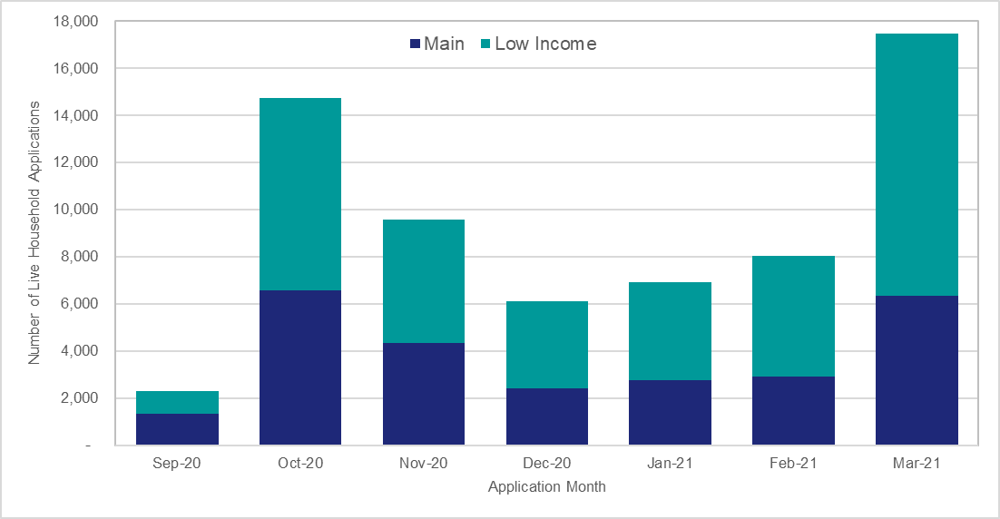 18,000
Main Low Income
16,000
14,000
12,000
10,000
8,000
6,000
4,000
2,000
-
Number of Live Household Applications
Sep-20 Oct-20 Nov-20 Dec-20 Jan-21 Feb-21 Mar-21
Application Month